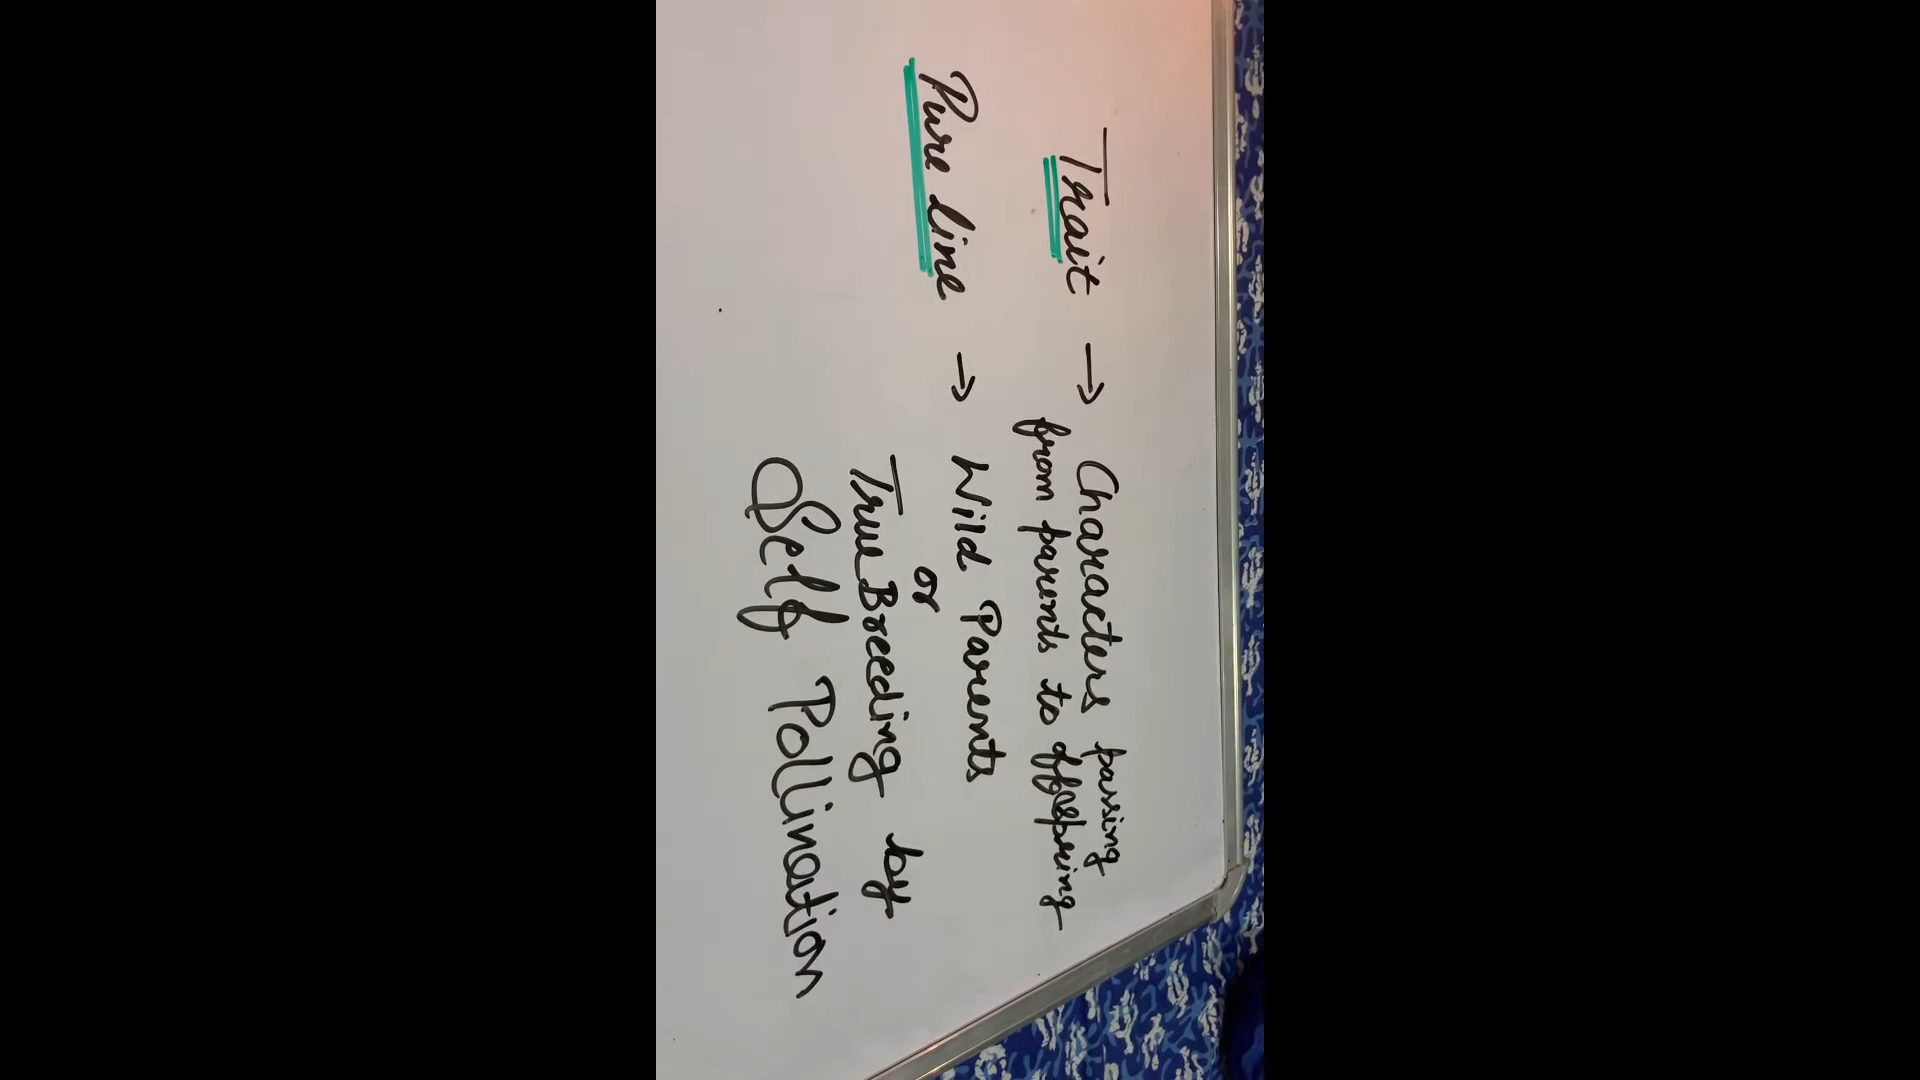 Trait → Characters passing
from parents to offspring
Pure line → Wild Parents
or
True Breeding by
Self Pollination